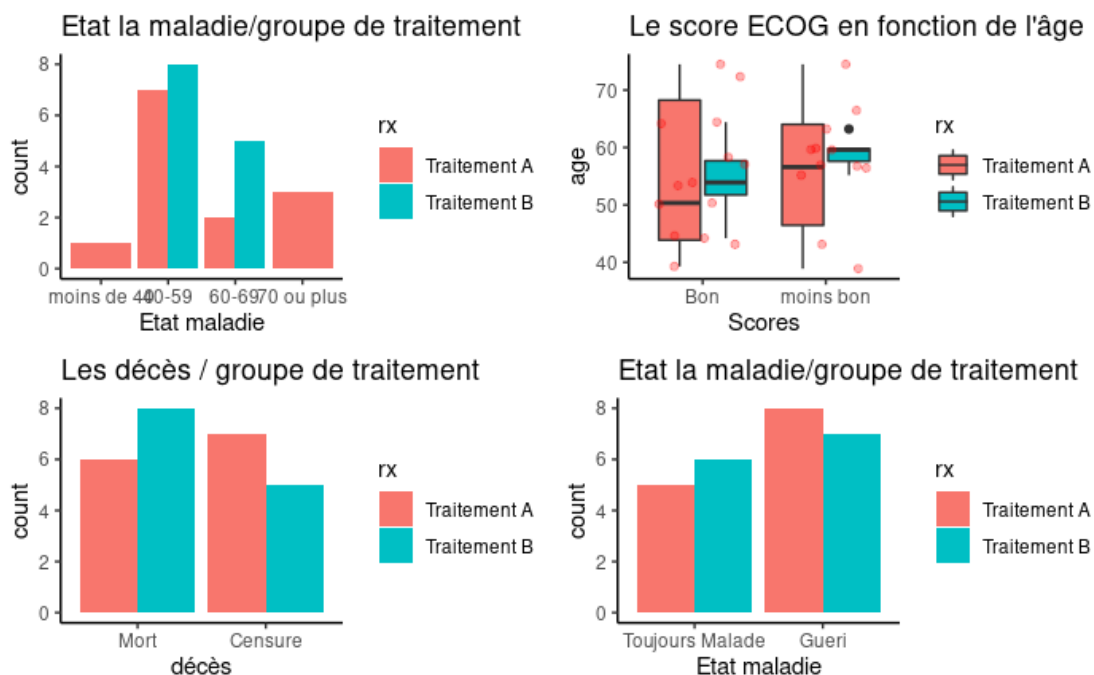 Etat la maladie/groupe de traitement
count
8
6
4
2
0
moins de 40
40-59
60-69
70 ou plus
Etat maladie
rx
Traitement A
Traitement B
Le score ECOG en fonction de l'âge
age
70
60
50
40
Bon
moins bon
Scores
rx
Traitement A
Traitement B
Les décès / groupe de traitement
count
8
6
4
2
0
Mort
Censure
décès
rx
Traitement A
Traitement B
Etat la maladie/groupe de traitement
count
8
6
4
2
0
Toujours Malade
Gueri
Etat maladie
rx
Traitement A
Traitement B